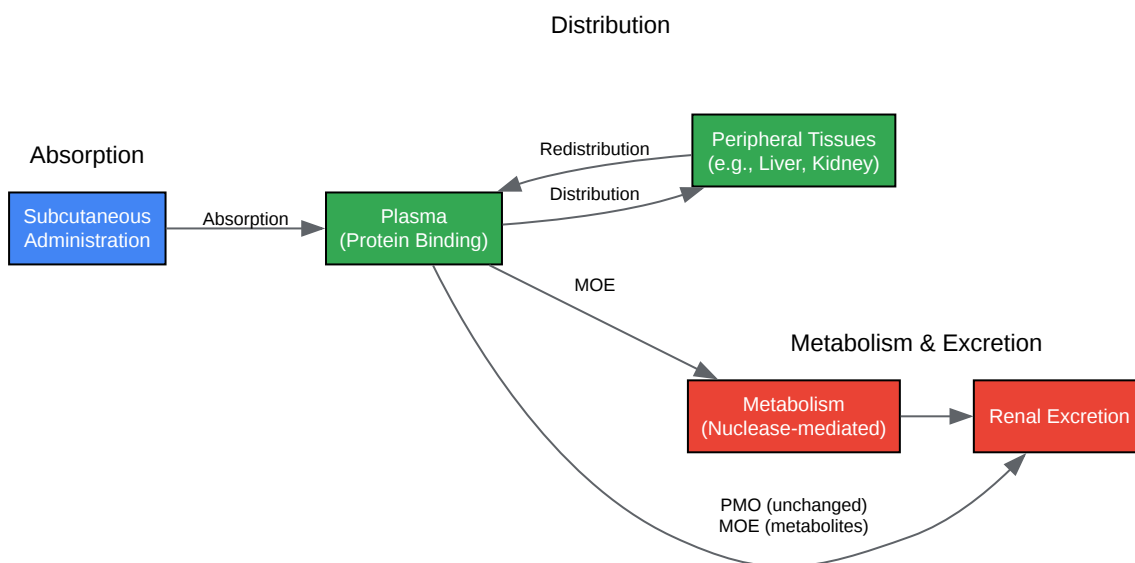 Distribution
Absorption
Subcutaneous
Administration
Absorption
Plasma
(Protein Binding)
Redistribution
Distribution
Peripheral Tissues
(e.g., Liver, Kidney)
MOE
Metabolism & Excretion
Metabolism
(Nuclease-mediated)
Renal Excretion
PMO (unchanged)
MOE (metabolites)